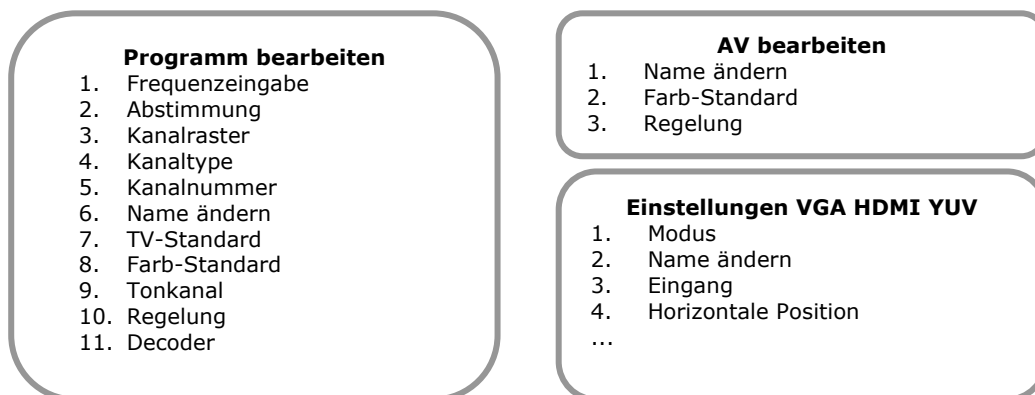 Programm bearbeiten
1. Frequenzeingabe
2. Abstimmung
3. Kanalraster
4. Kanaltype
5. Kanalnummer
6. Name ändern
7. TV-Standard
8. Farb-Standard
9. Tonkanal
10. Regelung
11. Decoder
AV bearbeiten
1. Name ändern
2. Farb-Standard
3. Regelung
Einstellungen VGA HDMI YUV
1. Modus
2. Name ändern
3. Eingang
4. Horizontale Position
...